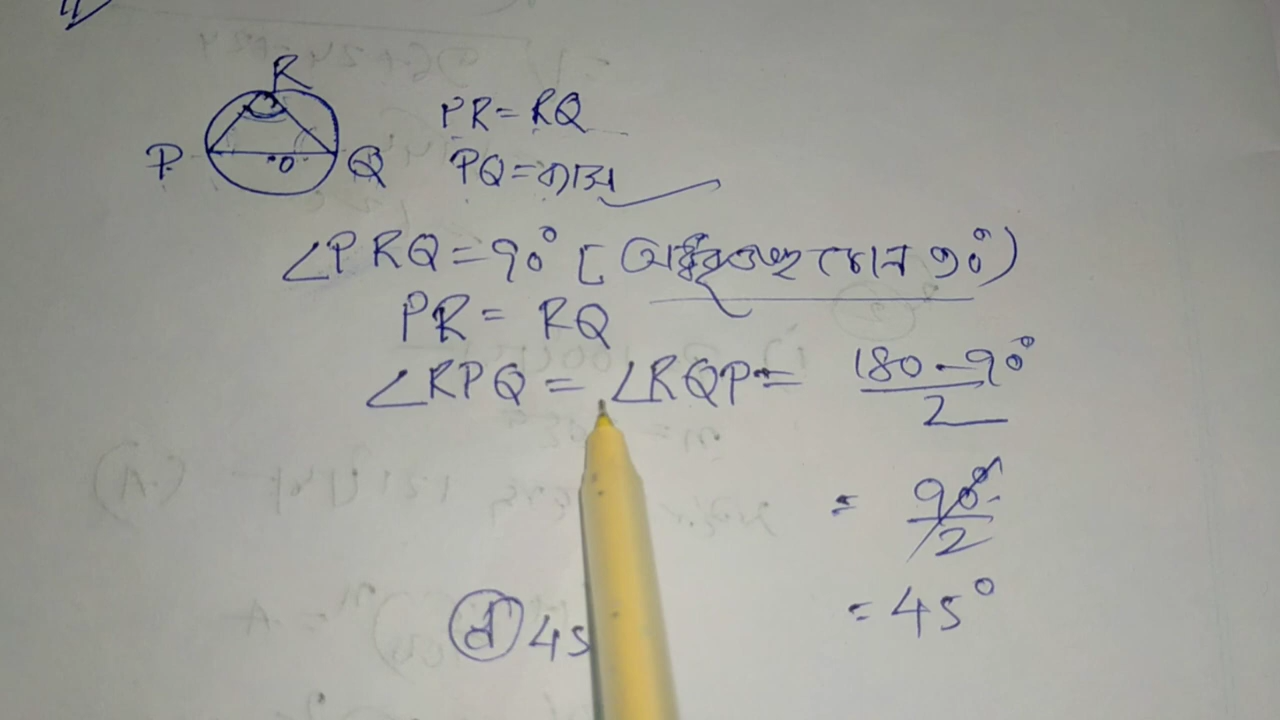 R
P O Q
PR = RQ
PQ = ব্যাস
∠PRQ = 90° [ অর্ধবৃত্তস্থ কোন ৯0°)
PR = RQ
∠RPQ = ∠RQP = 180 - 90° / 2
= 90° / 2
= 45°
d 45